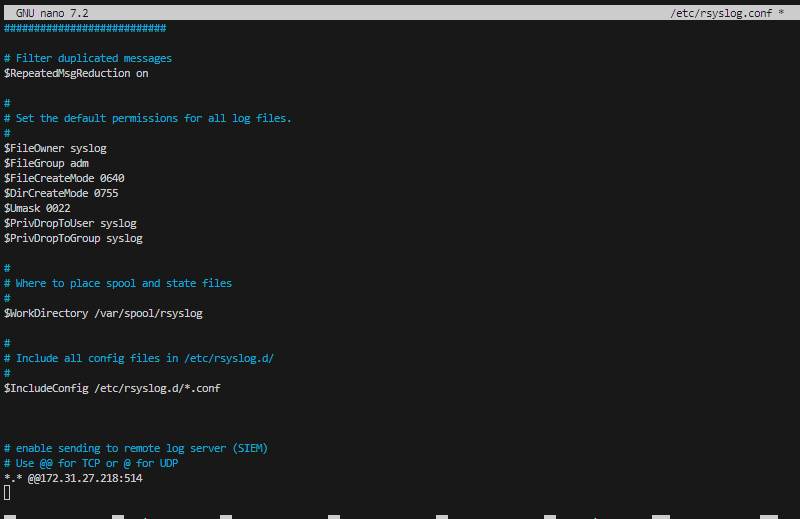 GNU nano 7.2 /etc/rsyslog.conf *
###########################
# Filter duplicated messages
$RepeatedMsgReduction on
#
# Set the default permissions for all log files.
#
$FileOwner syslog
$FileGroup adm
$FileCreateMode 0640
$DirCreateMode 0755
$Umask 0022
$PrivDropToUser syslog
$PrivDropToGroup syslog
#
# Where to place spool and state files
#
$WorkDirectory /var/spool/rsyslog
#
# Include all config files in /etc/rsyslog.d/
#
$IncludeConfig /etc/rsyslog.d/*.conf
# enable sending to remote log server (SIEM)
# Use @@ for TCP or @ for UDP
*.* @@172.31.27.218:514